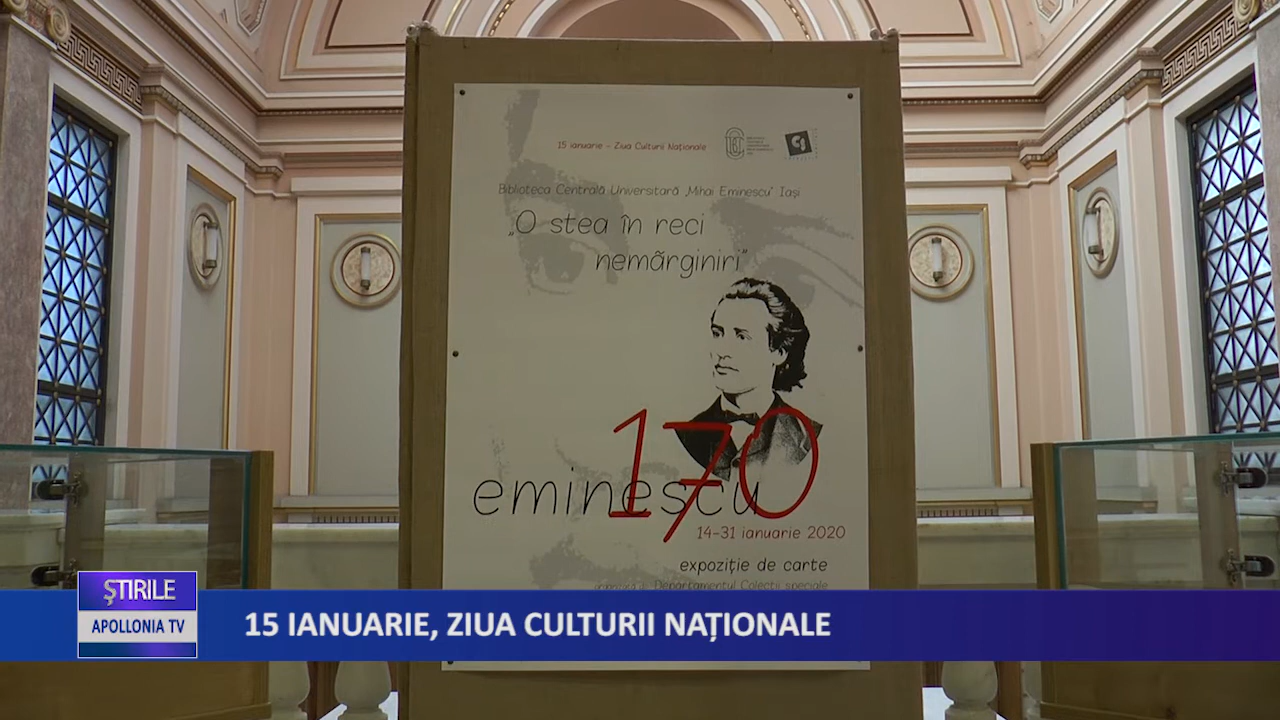 15 ianuarie - Ziua Culturii Naționale
Biblioteca Centrală Universitară „Mihai Eminescu” Iași
„O stea în reci
nemărginiri”
170
eminescu
14-31 ianuarie 2020
expoziție de carte
Departamentul Colecții speciale
ȘTIRILE
APOLLONIA TV
15 IANUARIE, ZIUA CULTURII NAȚIONALE